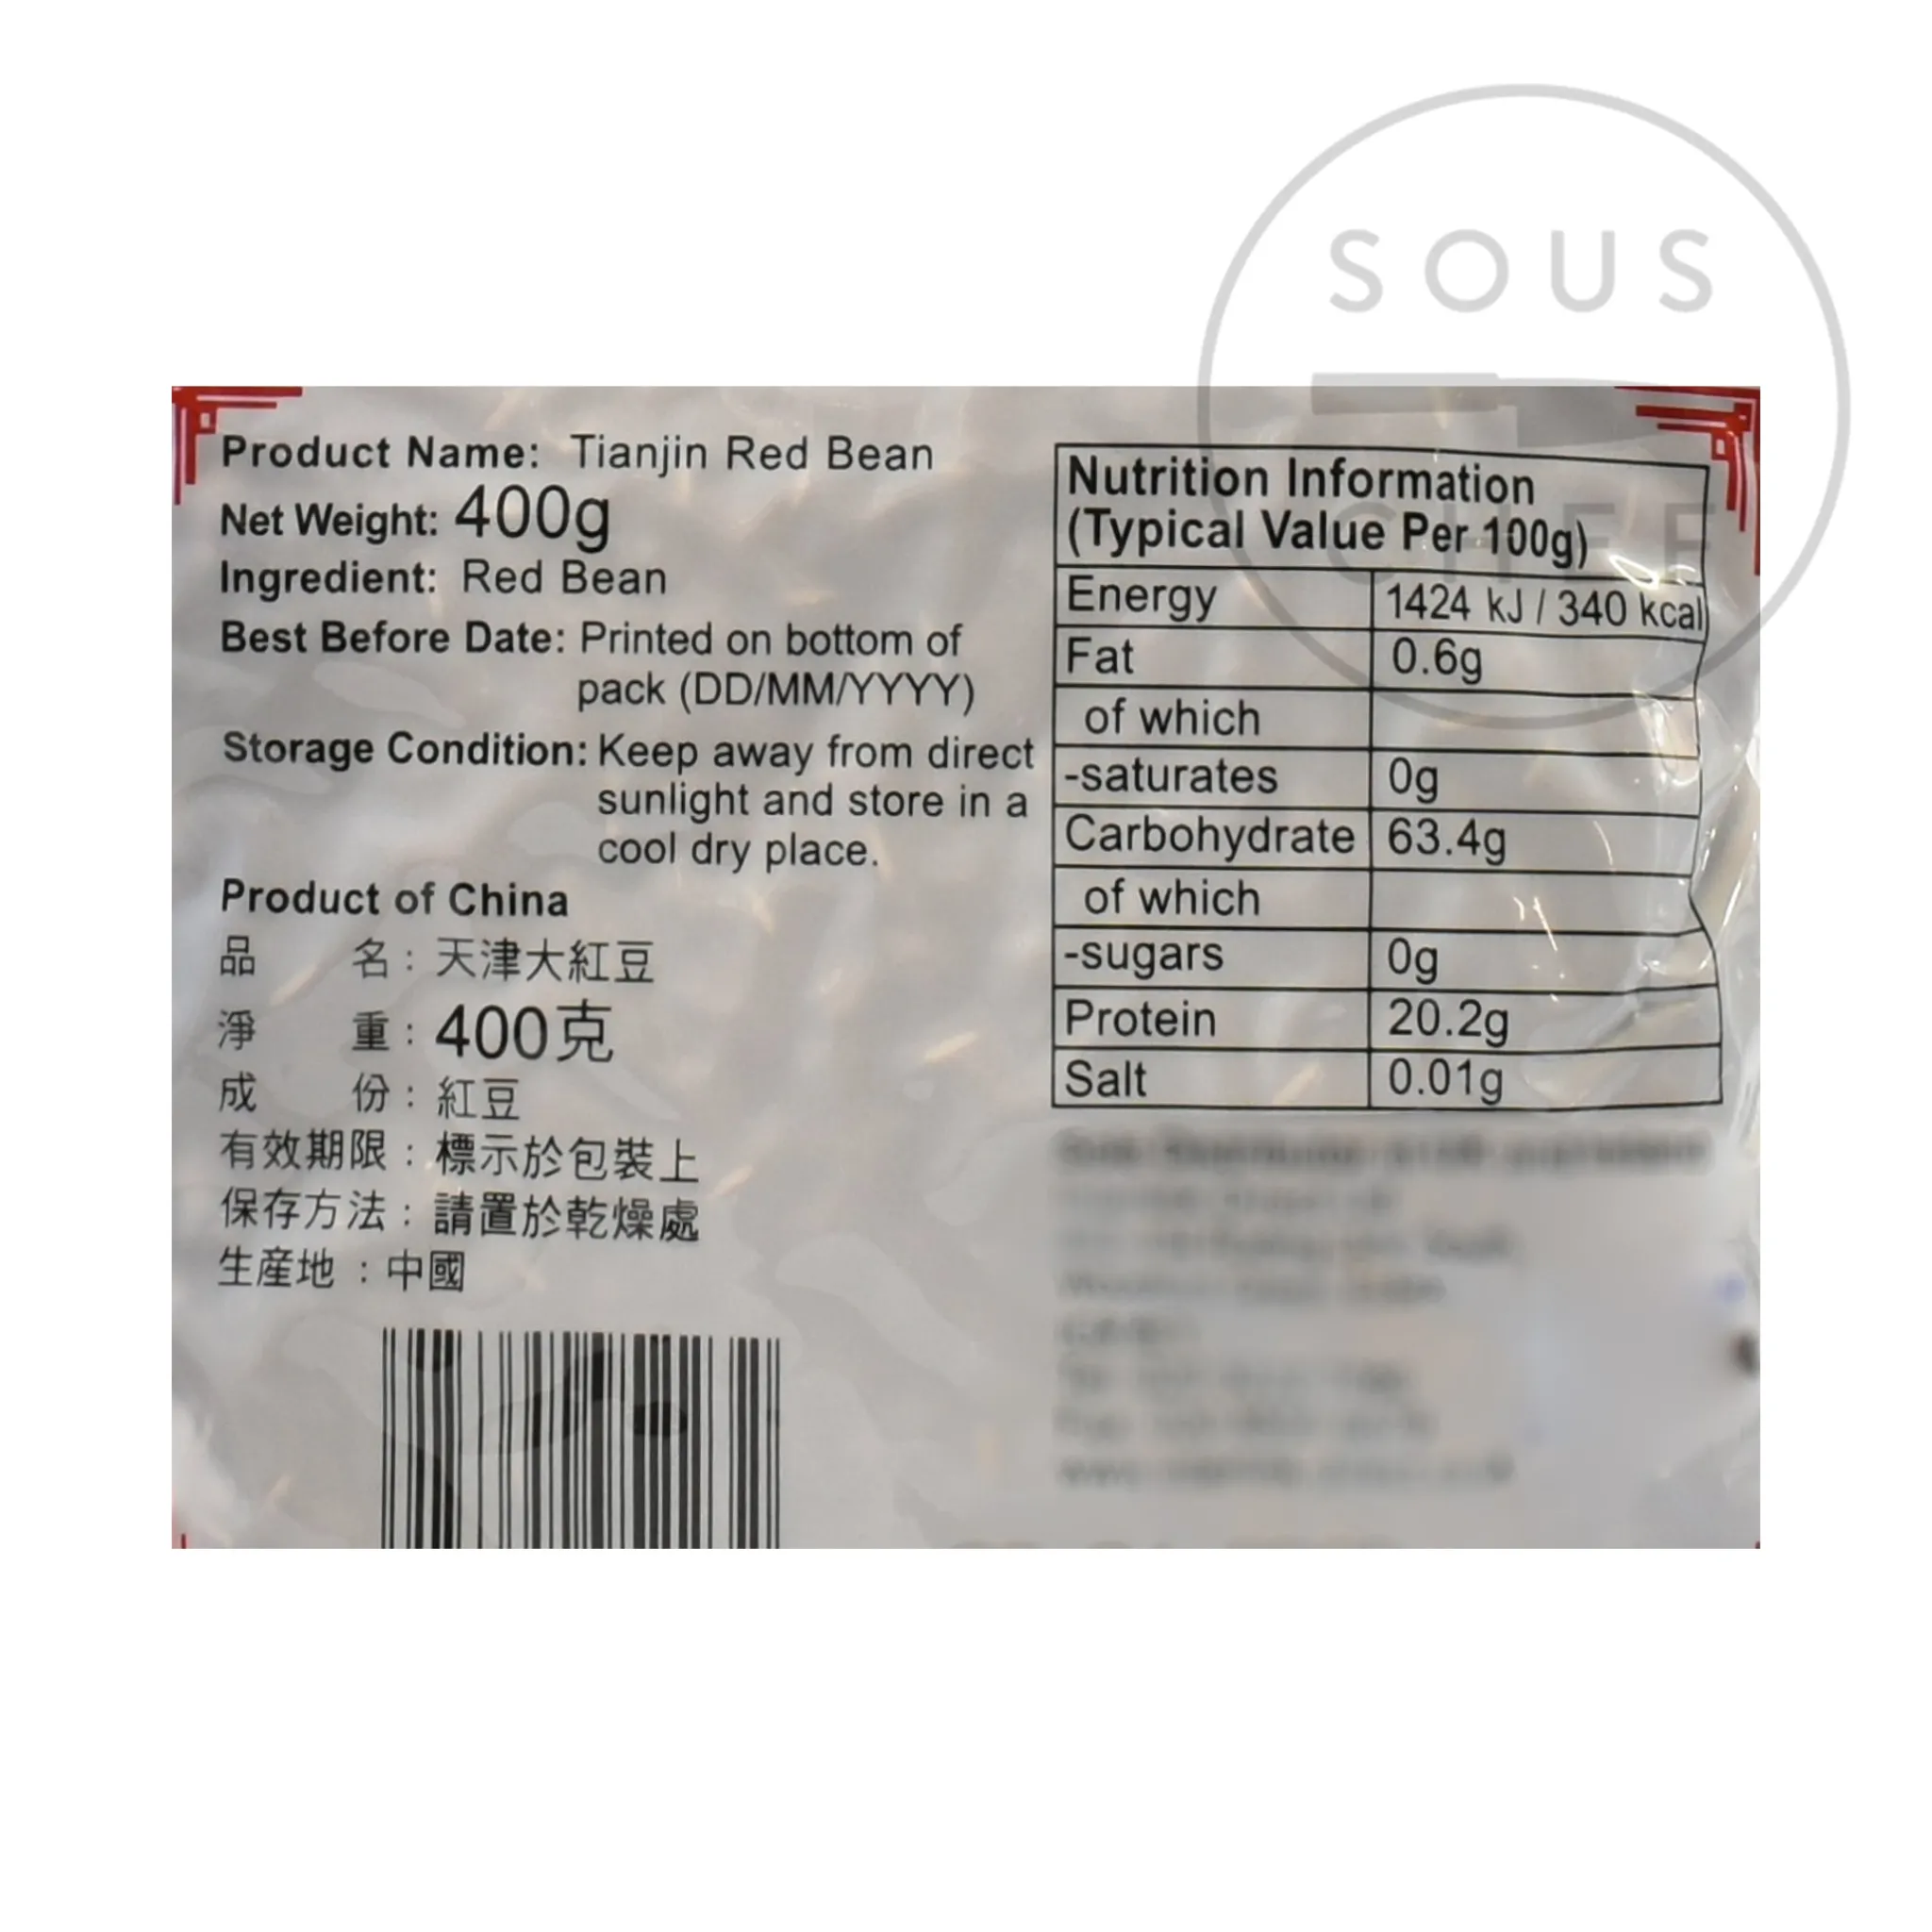 SOUS
CHEF
Product Name: Tianjin Red Bean
Net Weight: 400g
Ingredient: Red Bean
Best Before Date: Printed on bottom of
pack (DD/MM/YYYY)
Storage Condition: Keep away from direct
sunlight and store in a
cool dry place.
Product of China
品名：天津大紅豆
淨重：400克
成份：紅豆
有效期限：標示於包裝上
保存方法：請置於乾燥處
生産地：中國
Nutrition Information
(Typical Value Per 100g)
Energy 1424 kJ / 340 kcal
Fat 0.6g
of which
-saturates 0g
Carbohydrate 63.4g
of which
-sugars 0g
Protein 20.2g
Salt 0.01g